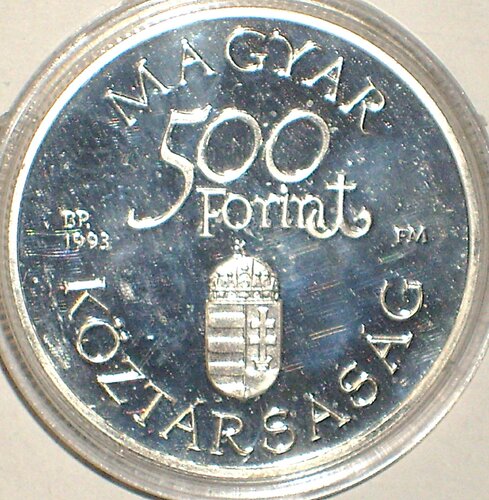 MAGYAR
500
Forint
BP.
1993
FM
KÖZTÁRSASÁG